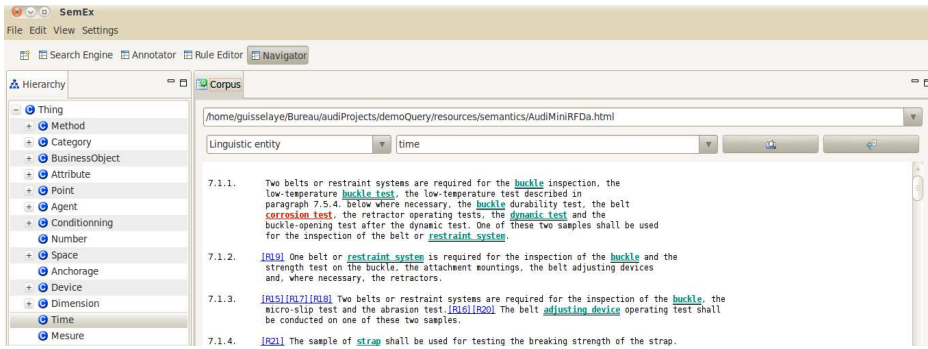 SemEx
File Edit View Settings
Search Engine Annotator Rule Editor Navigator
Hierarchy
Corpus
Thing
Method
Category
BusinessObject
Attribute
Point
Agent
Conditionning
Number
Space
Anchorage
Device
Dimension
Time
Mesure
/home/guisselaye/Bureau/audiProjects/demoQuery/resources/semantics/AudiMiniRFDa.html
Linguistic entity time
7.1.1. Two belts or restraint systems are required for the buckle inspection, the
low-temperature buckle test, the low-temperature test described in
paragraph 7.5.4. below where necessary, the buckle durability test, the belt
corrosion test, the retractor operating tests, the dynamic test and the
buckle-opening test after the dynamic test. One of these two samples shall be used
for the inspection of the belt or restraint system.
7.1.2. [R19] One belt or restraint system is required for the inspection of the buckle and the
strength test on the buckle, the attachment mountings, the belt adjusting devices
and, where necessary, the retractors.
7.1.3. [R15][R17][R18] Two belts or restraint systems are required for the inspection of the buckle, the
micro-slip test and the abrasion test.[R16][R20] The belt adjusting device operating test shall
be conducted on one of these two samples.
7.1.4. [R21] The sample of strap shall be used for testing the breaking strength of the strap.